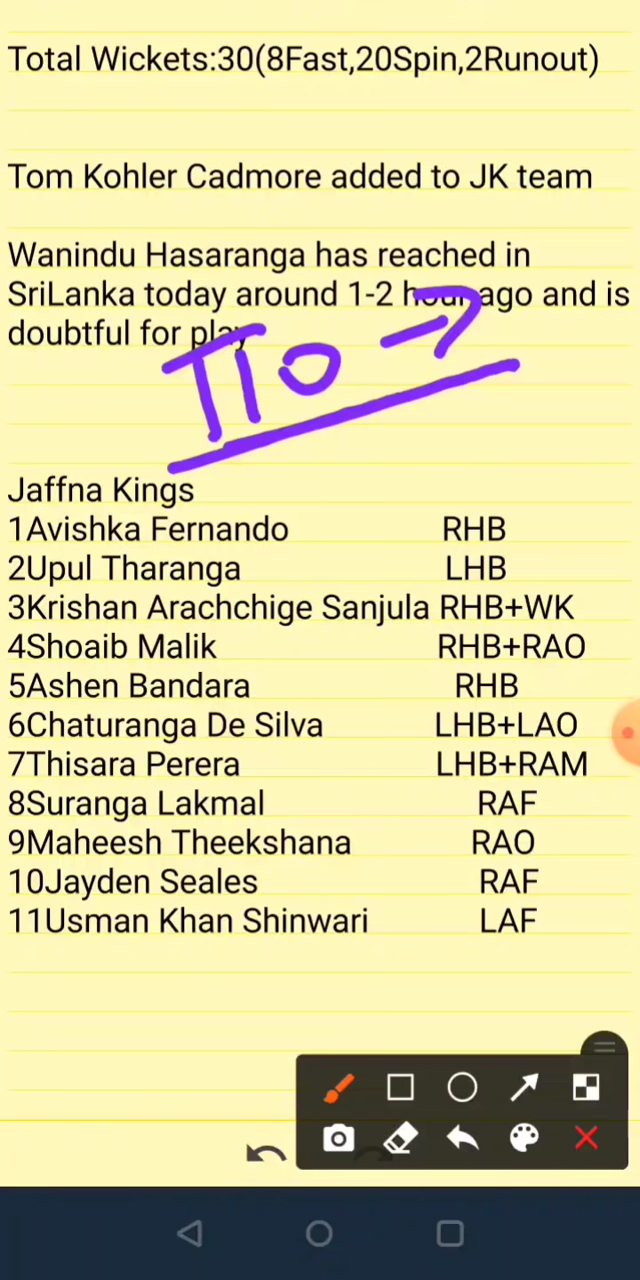 Total Wickets:30(8Fast,20Spin,2Runout)
Tom Kohler Cadmore added to JK team
Wanindu Hasaranga has reached in
SriLanka today around 1-2 hour ago and is
doubtful for play
110
Jaffna Kings
1Avishka Fernando RHB
2Upul Tharanga LHB
3Krishan Arachchige Sanjula RHB+WK
4Shoaib Malik RHB+RAO
5Ashen Bandara RHB
6Chaturanga De Silva LHB+LAO
7Thisara Perera LHB+RAM
8Suranga Lakmal RAF
9Maheesh Theekshana RAO
10Jayden Seales RAF
11Usman Khan Shinwari LAF